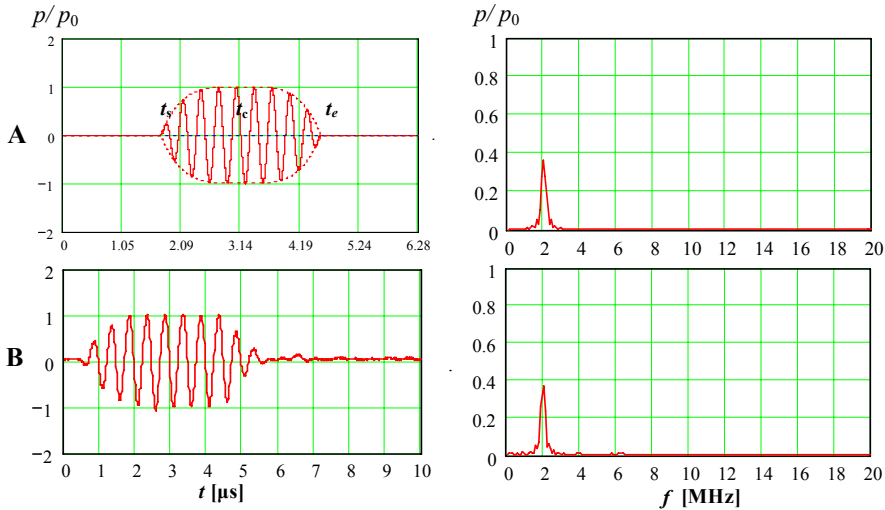 p/ p₀ p/ p₀
2 1
1 tₛ t꜀ tₑ 0.8
0.6
A 0 0.4
−1 0.2
−2 0
0 1.05 2.09 3.14 4.19 5.24 6.28 0 2 4 6 8 10 12 14 16 18 20
2 1
1 0.8
0.6
B 0 0.4
−1 0.2
−2 0
0 1 2 3 4 5 6 7 8 9 10 0 2 4 6 8 10 12 14 16 18 20
t [µs] f [MHz]